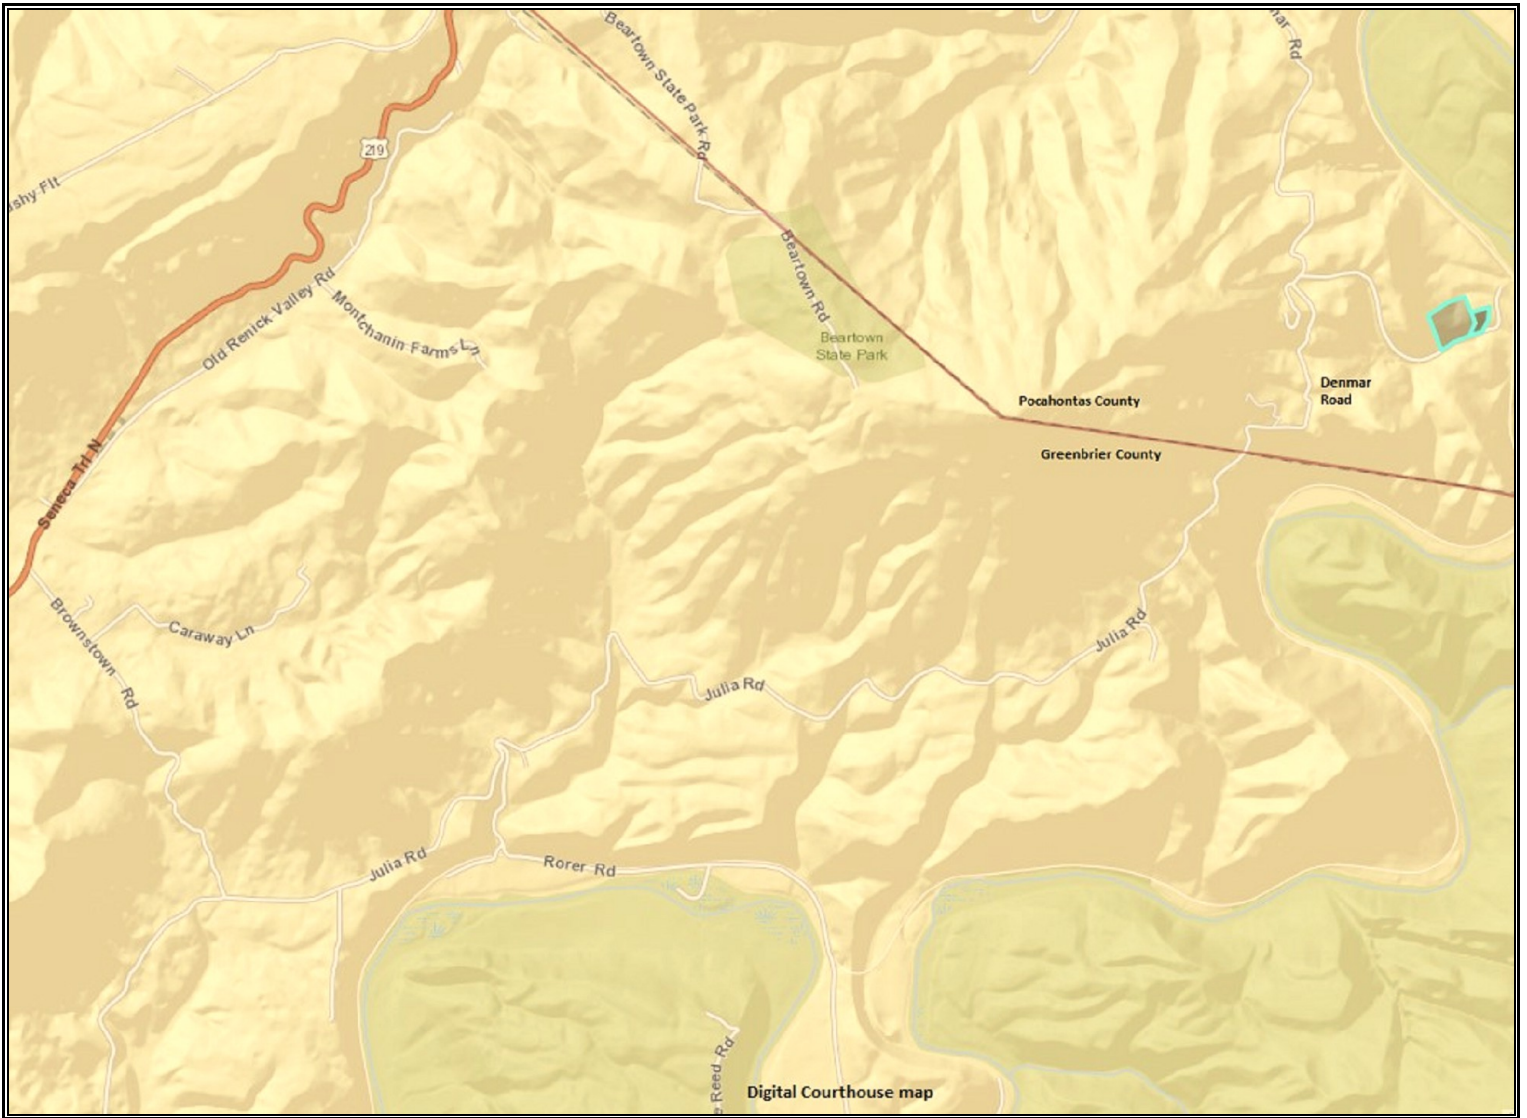 Beartown State Park Rd
mar Rd
219
ishy Flt
Old Renick Valley Rd
Montchanin Farms Ln
Beartown Rd
Beartown
State Park
Denmar
Road
Pocahontas County
Greenbrier County
Seneca Trl N
Brownstown Rd
Caraway Ln
Julia Rd
Julia Rd
Julia Rd
Rorer Rd
e Reed Rd
Digital Courthouse map